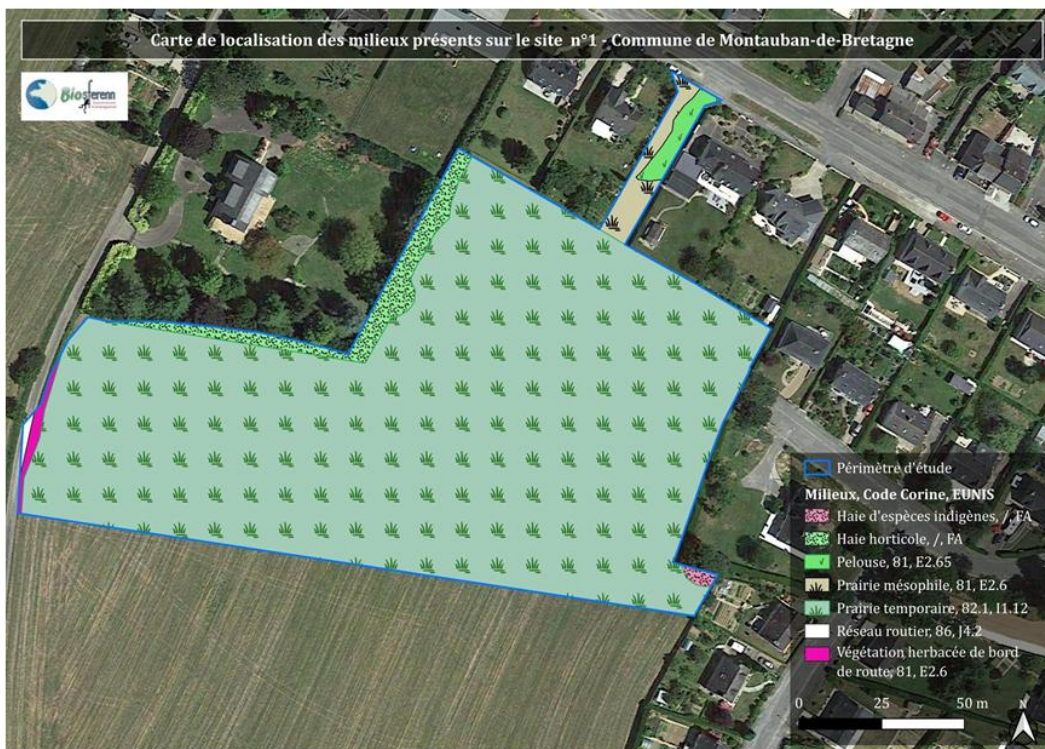 Carte de localisation des milieux présents sur le site n°1 - Commune de Montauban-de-Bretagne
Biosferenn
Périmètre d'étude
Milieux, Code Corine, EUNIS
Haie d'espèces indigènes, /, FA
Haie horticole, /, FA
Pelouse, 81, E2.65
Prairie mésophile, 81, E2.6
Prairie temporaire, 82.1, I1.12
Réseau routier, 86, J4.2
Végétation herbacée de bord
de route, 81, E2.6
0 25 50 m N